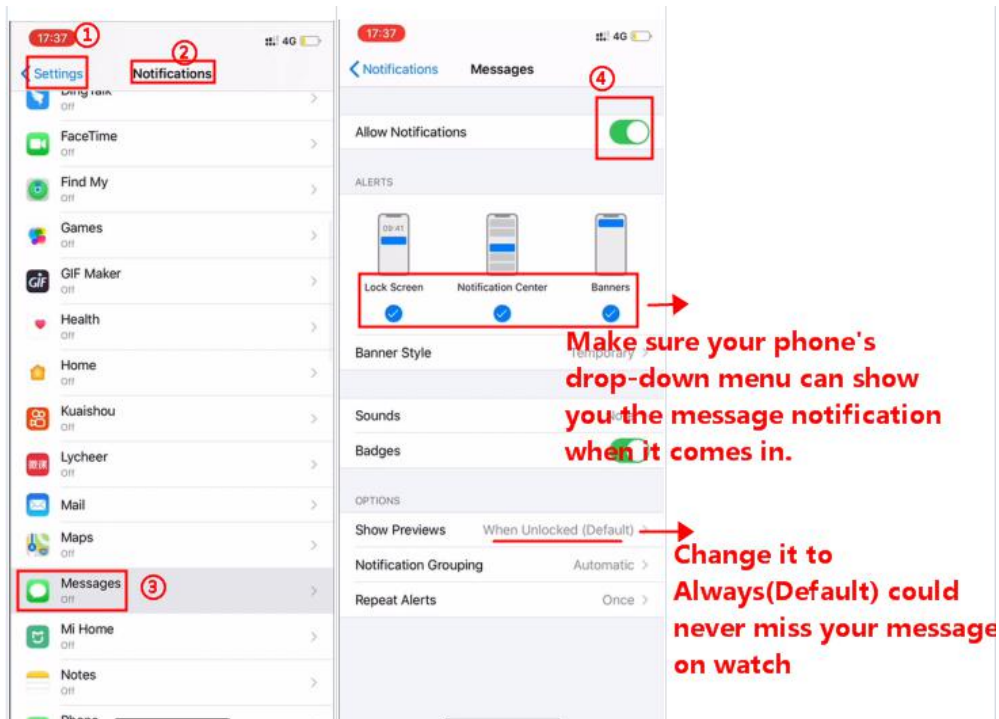 17:37
①
4G
②
Settings
Notifications
DingTalk
Off
FaceTime
Off
Find My
Off
Games
Off
GIF
GIF Maker
Off
Health
Off
Home
Off
Kuaishou
Off
Lycheer
Off
Mail
Maps
Off
Messages
Off
③
Mi Home
Off
Notes
Off
Phone
17:37
4G
Notifications
Messages
④
Allow Notifications
ALERTS
09:41
Lock Screen
Notification Center
Banners
Banner Style
Temporary
Sounds
Badges
OPTIONS
Show Previews
When Unlocked (Default)
Notification Grouping
Automatic
Repeat Alerts
Once
Make sure your phone's
drop-down menu can show
you the message notification
when it comes in.
Change it to
Always(Default) could
never miss your message
on watch